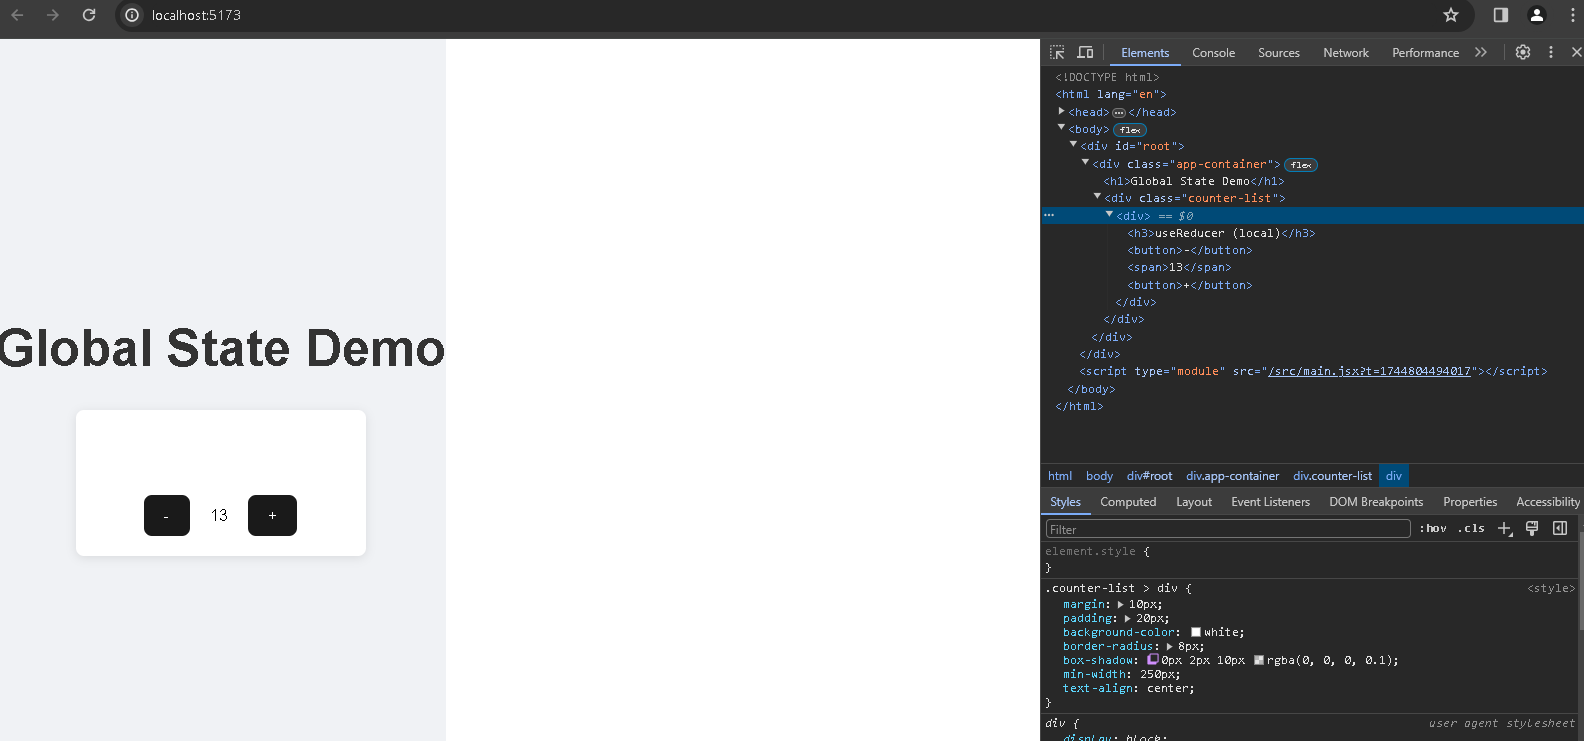 localhost:5173
Global State Demo
- 13 +
Elements Console Sources Network Performance
<!DOCTYPE html>
<html lang="en">
<head> ••• </head>
<body> flex
<div id="root">
<div class="app-container"> flex
<h1>Global State Demo</h1>
<div class="counter-list">
<div> == $0
<h3>useReducer (local)</h3>
<button>-</button>
<span>13</span>
<button>+</button>
</div>
</div>
</div>
</div>
<script type="module" src="/src/main.jsx?t=1744804494017"></script>
</body>
</html>
html body div#root div.app-container div.counter-list div
Styles Computed Layout Event Listeners DOM Breakpoints Properties Accessibility
Filter :hov .cls
element.style {
}
.counter-list > div { <style>
margin: 10px;
padding: 20px;
background-color: white;
border-radius: 8px;
box-shadow: 0px 2px 10px rgba(0, 0, 0, 0.1);
min-width: 250px;
text-align: center;
}
div { user agent stylesheet
display: block;